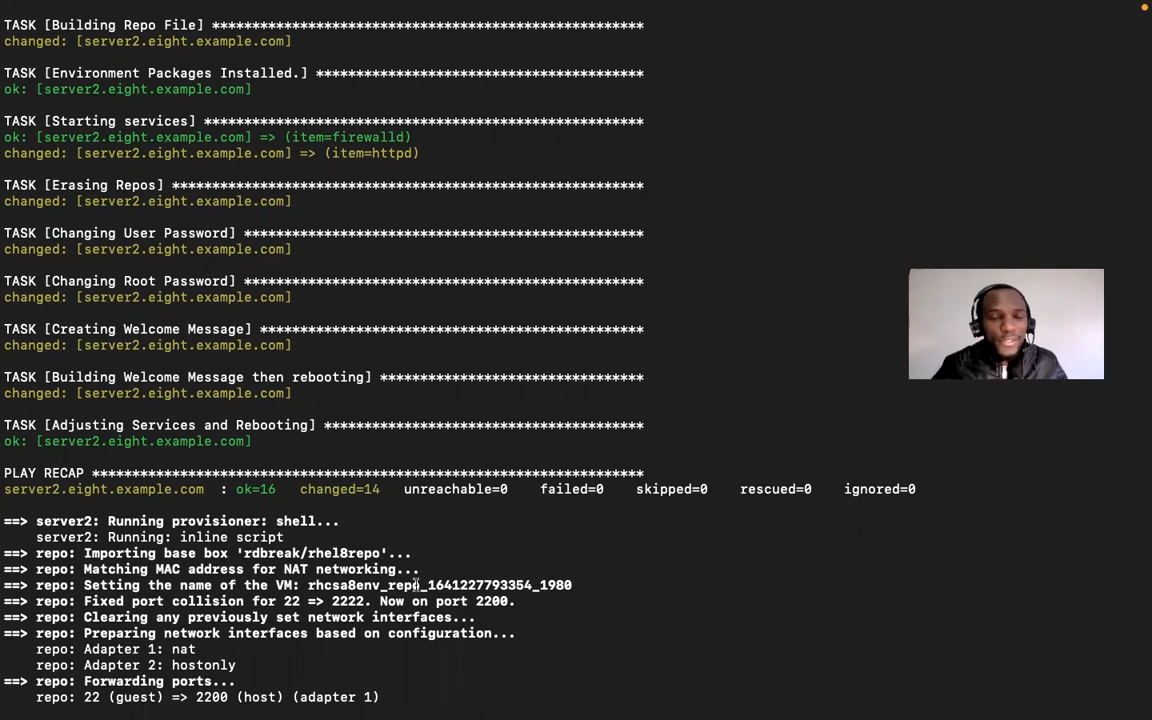 TASK [Building Repo File] ******************************************************
changed: [server2.eight.example.com]
TASK [Environment Packages Installed.] *****************************************
ok: [server2.eight.example.com]
TASK [Starting services] *******************************************************
ok: [server2.eight.example.com] => (item=firewalld)
changed: [server2.eight.example.com] => (item=httpd)
TASK [Erasing Repos] ***********************************************************
changed: [server2.eight.example.com]
TASK [Changing User Password] **************************************************
changed: [server2.eight.example.com]
TASK [Changing Root Password] **************************************************
changed: [server2.eight.example.com]
TASK [Creating Welcome Message] ************************************************
changed: [server2.eight.example.com]
TASK [Building Welcome Message then rebooting] *********************************
changed: [server2.eight.example.com]
TASK [Adjusting Services and Rebooting] ****************************************
ok: [server2.eight.example.com]
PLAY RECAP *********************************************************************
server2.eight.example.com  : ok=16   changed=14   unreachable=0    failed=0    skipped=0    rescued=0    ignored=0
==> server2: Running provisioner: shell...
    server2: Running: inline script
==> repo: Importing base box 'rdbreak/rhel8repo'...
==> repo: Matching MAC address for NAT networking...
==> repo: Setting the name of the VM: rhcsa8env_repo_1641227793354_1980
==> repo: Fixed port collision for 22 => 2222. Now on port 2200.
==> repo: Clearing any previously set network interfaces...
==> repo: Preparing network interfaces based on configuration...
    repo: Adapter 1: nat
    repo: Adapter 2: hostonly
==> repo: Forwarding ports...
    repo: 22 (guest) => 2200 (host) (adapter 1)